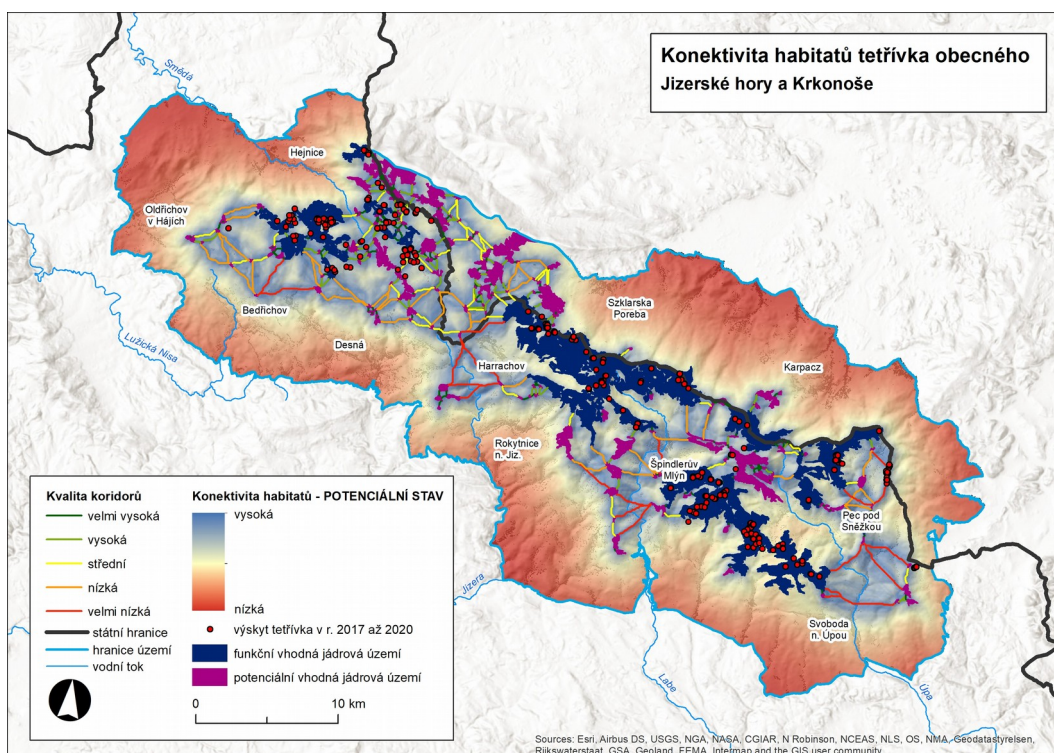 Konektivita habitatů tetřívka obecného
Jizerské hory a Krkonoše
Smědá
Hejnice
Oldřichov
v Hájích
Bedřichov
Lužická Nisa
Desná
Harrachov
Szklarska
Poreba
Karpacz
Rokytnice
n. Jiz.
Špindlerův
Mlýn
Pec pod
Sněžkou
Svoboda
n. Úpou
Jizera
Labe
Úpa
Kvalita koridorů
velmi vysoká
vysoká
střední
nízká
velmi nízká
státní hranice
hranice území
vodní tok
Konektivita habitatů - POTENCIÁLNÍ STAV
vysoká
nízká
výskyt tetřívka v r. 2017 až 2020
funkční vhodná jádrová území
potenciální vhodná jádrová území
0 10 km
Sources: Esri, Airbus DS, USGS, NGA, NASA, CGIAR, N Robinson, NCEAS, NLS, OS, NMA, Geodatastyrelsen,
Rijkswaterstaat, GSA, Geoland, FEMA, Intermap and the GIS user community